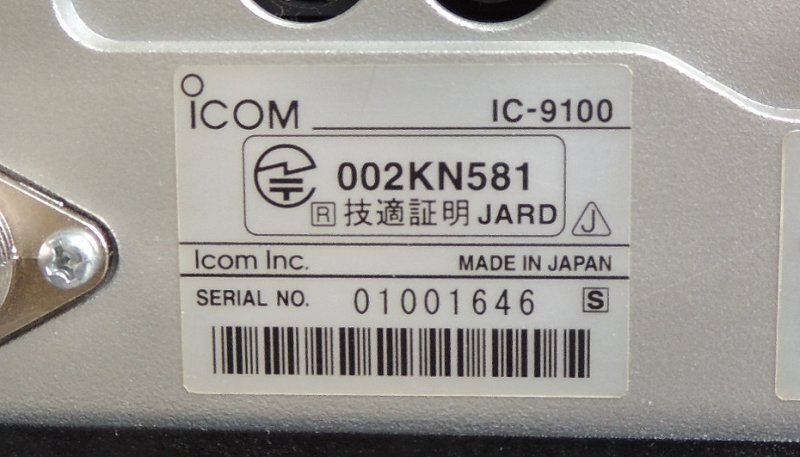 ICOM IC-9100
002KN581
R 技適証明 JARD J
Icom Inc. MADE IN JAPAN
SERIAL NO. 01001646 S